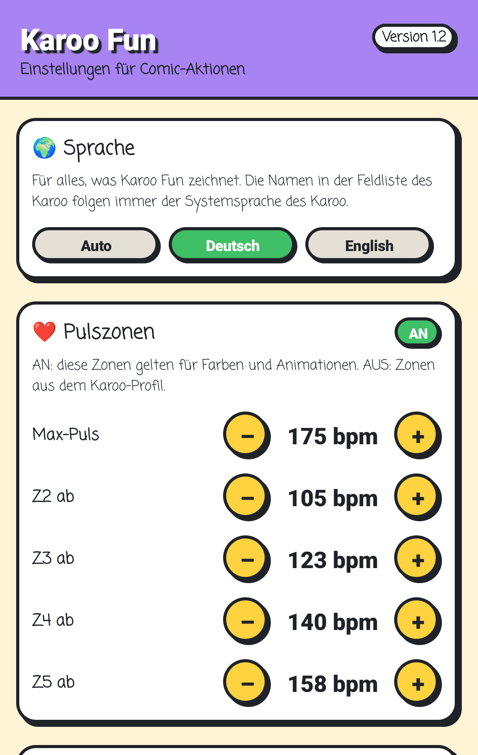 Karoo Fun
Version 1.2
Einstellungen für Comic-Aktionen
Sprache
Für alles, was Karoo Fun zeichnet. Die Namen in der Feldliste des
Karoo folgen immer der Systemsprache des Karoo.
Auto
Deutsch
English
Pulszonen
AN
AN: diese Zonen gelten für Farben und Animationen. AUS: Zonen
aus dem Karoo-Profil.
Max-Puls − 175 bpm +
Z2 ab − 105 bpm +
Z3 ab − 123 bpm +
Z4 ab − 140 bpm +
Z5 ab − 158 bpm +